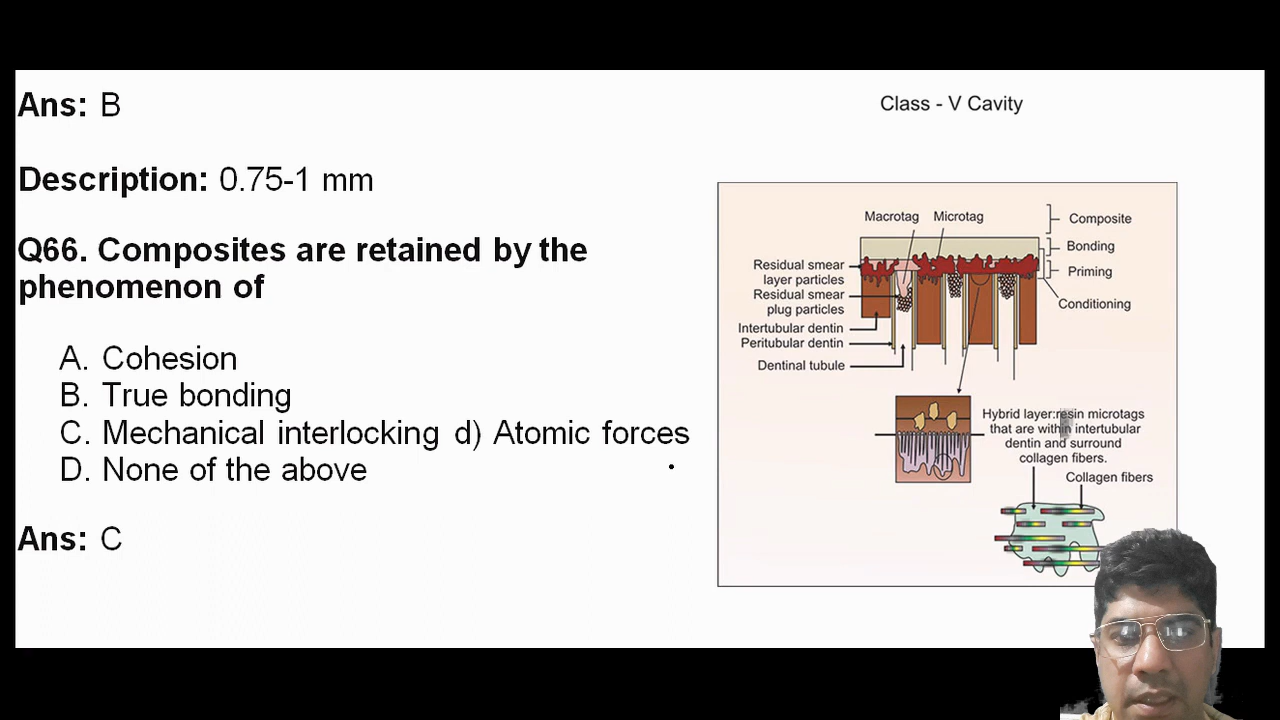 Ans: B
Description: 0.75-1 mm
Q66. Composites are retained by the
phenomenon of
A. Cohesion
B. True bonding
C. Mechanical interlocking d) Atomic forces
D. None of the above
Ans: C
Class - V Cavity
Macrotag Microtag
Composite
Bonding
Priming
Conditioning
Residual smear
layer particles
Residual smear
plug particles
Intertubular dentin
Peritubular dentin
Dentinal tubule
Hybrid layer:resin microtags
that are within intertubular
dentin and surround
collagen fibers.
Collagen fibers